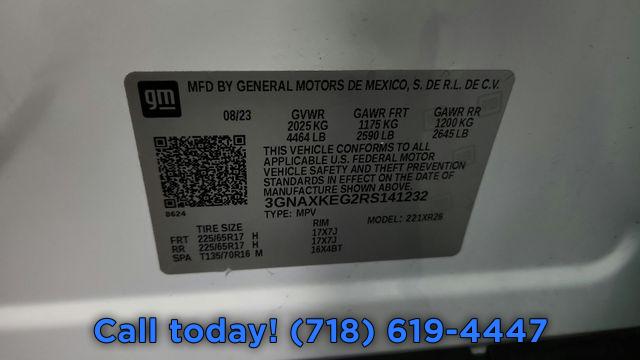 gm
MFD BY GENERAL MOTORS DE MEXICO, S. DE R.L. DE C.V.
08/23 GVWR GAWR FRT GAWR RR
2025 KG 1175 KG 1200 KG
4464 LB 2590 LB 2645 LB
THIS VEHICLE CONFORMS TO ALL
APPLICABLE U.S. FEDERAL MOTOR
VEHICLE SAFETY AND THEFT PREVENTION
STANDARDS IN EFFECT ON THE DATE OF
MANUFACTURE SHOWN ABOVE.
3GNAXKEG2RS141232
8624
TYPE: MPV MODEL: 221XR26
TIRE SIZE RIM
FRT 225/65R17 H 17X7J
RR 225/65R17 H 17X7J
SPA T135/70R16 M 16X4BT
Call today! (718) 619-4447